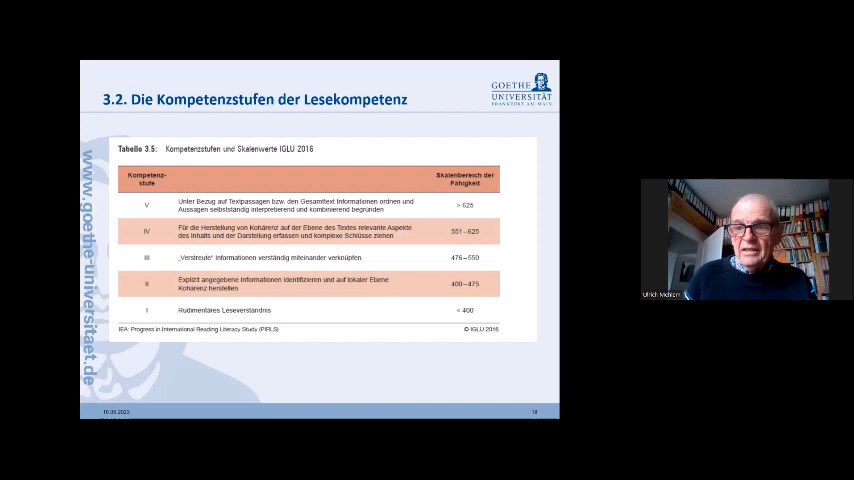 3.2. Die Kompetenzstufen der Lesekompetenz
GOETHE
UNIVERSITÄT
FRANKFURT AM MAIN
www.goethe-universitaet.de
Tabelle 3.5: Kompetenzstufen und Skalenwerte IGLU 2016
Kompetenz-
stufe
Skalenbereich der
Fähigkeit
V
Unter Bezug auf Textpassagen bzw. den Gesamttext Informationen ordnen und
Aussagen selbstständig interpretierend und kombinierend begründen
> 625
IV
Für die Herstellung von Kohärenz auf der Ebene des Textes relevante Aspekte
des Inhalts und der Darstellung erfassen und komplexe Schlüsse ziehen
551–625
III
„Verstreute“ Informationen verständig miteinander verknüpfen
476–550
II
Explizit angegebene Informationen identifizieren und auf lokaler Ebene
Kohärenz herstellen
400–475
I
Rudimentäres Leseverständnis
< 400
IEA: Progress in International Reading Literacy Study (PIRLS)
© IGLU 2016
10.05.2023
18
Ulrich Mehlem